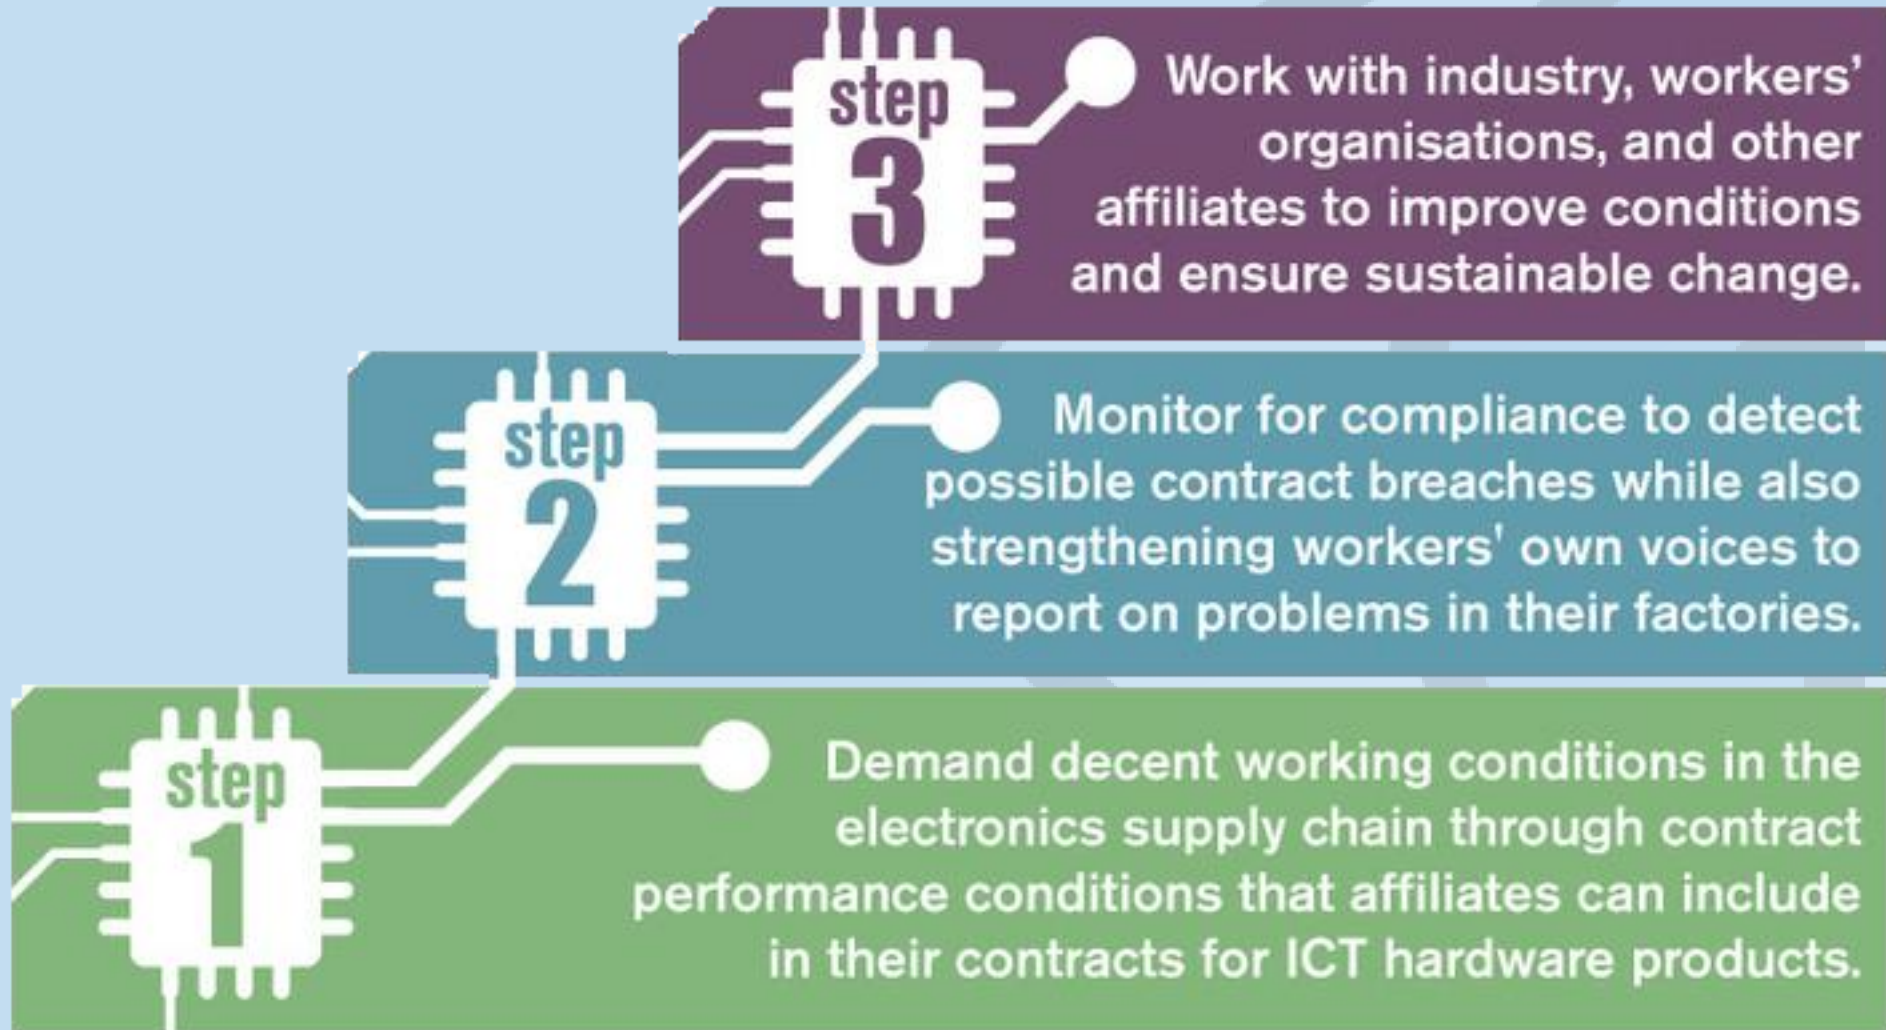 step
3
Work with industry, workers’
organisations, and other
affiliates to improve conditions
and ensure sustainable change.
step
2
Monitor for compliance to detect
possible contract breaches while also
strengthening workers' own voices to
report on problems in their factories.
step
1
Demand decent working conditions in the
electronics supply chain through contract
performance conditions that affiliates can include
in their contracts for ICT hardware products.